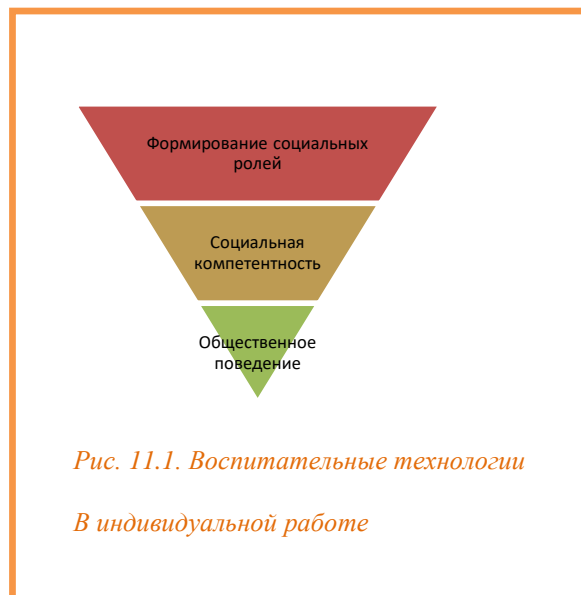 Формирование социальных
ролей
Социальная
компетентность
Общественное
поведение
Рис. 11.1. Воспитательные технологии
В индивидуальной работе